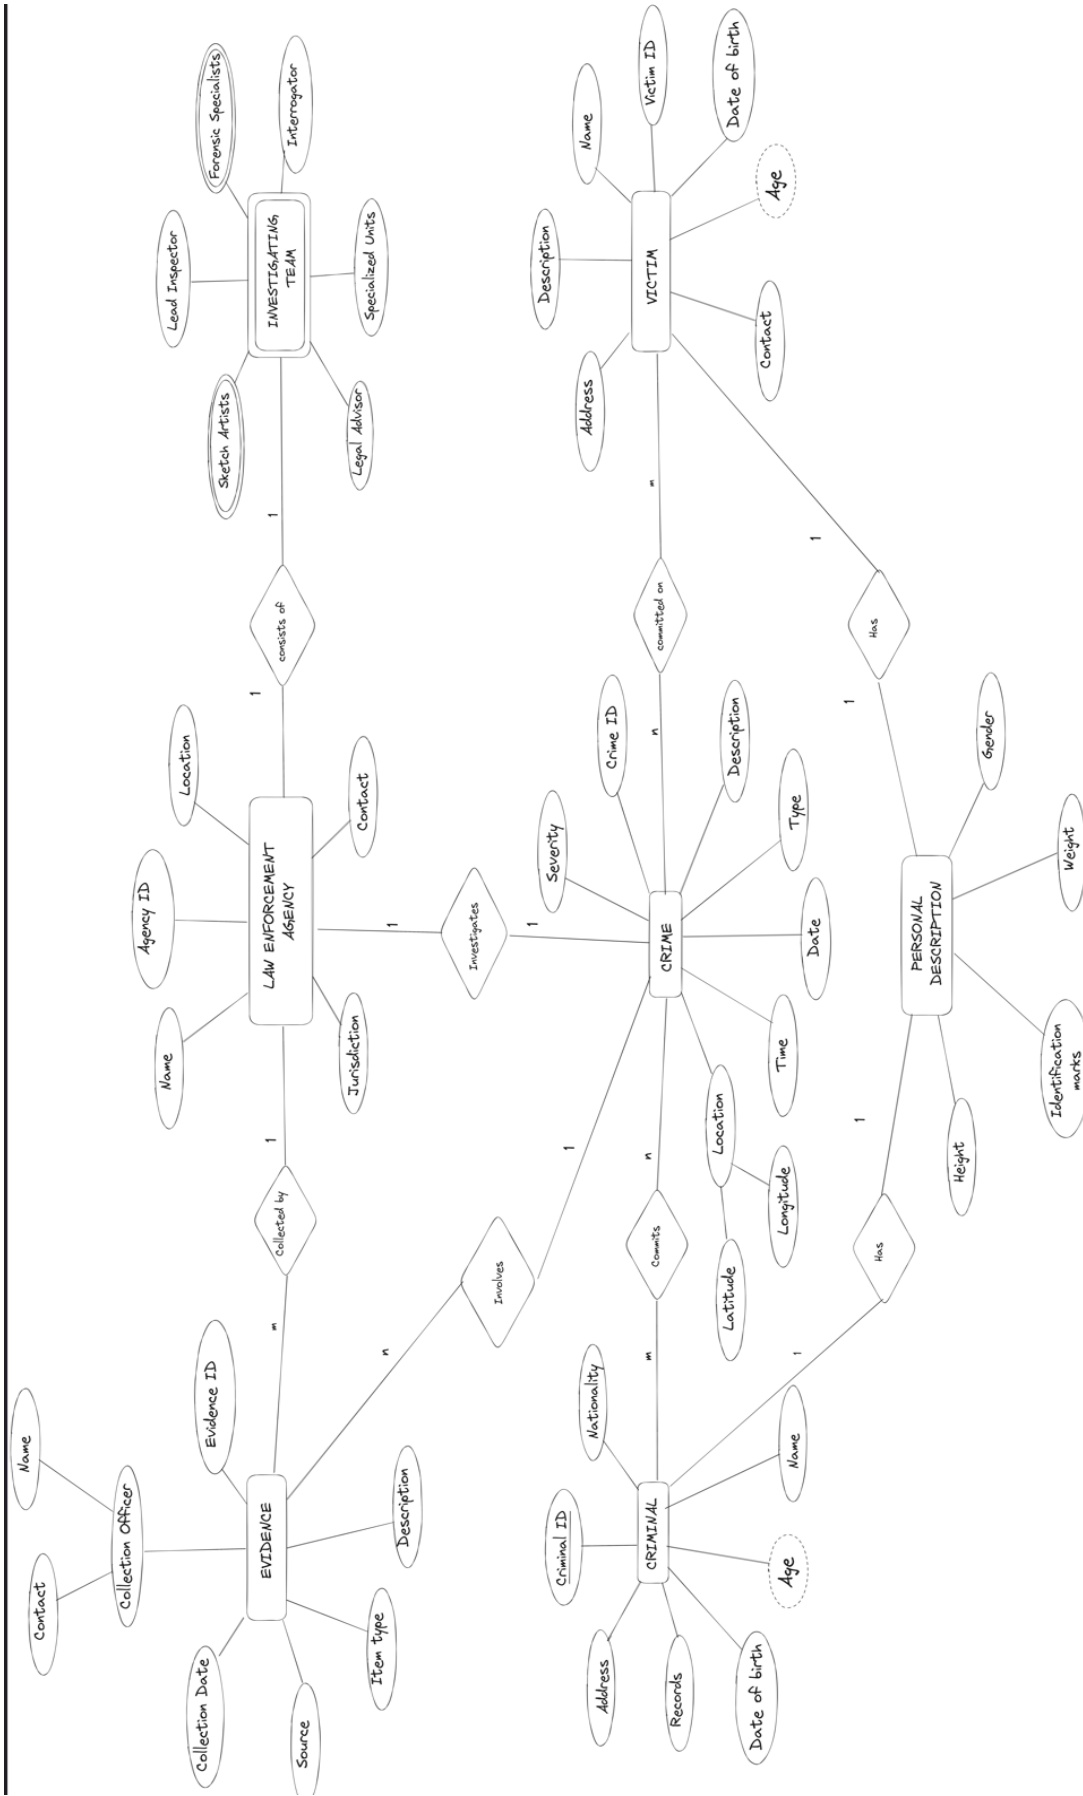 Name
Contact
Collection Officer
Evidence ID
Collection Date
EVIDENCE
Source
Item type
Description
m
Collected by
1
n
Involves
1
Name
Agency ID
Location
LAW ENFORCEMENT
AGENCY
Jurisdiction
Contact
1
consists of
1
Lead Inspector
Forensic Specialists
Sketch Artists
INVESTIGATING
TEAM
Interrogator
Specialized Units
Legal Advisor
1
Investigates
1
Criminal ID
Nationality
Address
CRIMINAL
Records
Date of birth
Age
Name
m
Commits
n
Severity
Crime ID
CRIME
Description
Type
Date
Time
Location
Longitude
Latitude
n
committed on
m
Description
Name
Address
VICTIM
Victim ID
Date of birth
Age
Contact
1
Has
1
PERSONAL
DESCRIPTION
Height
Identification
marks
Weight
Gender
1
Has
1